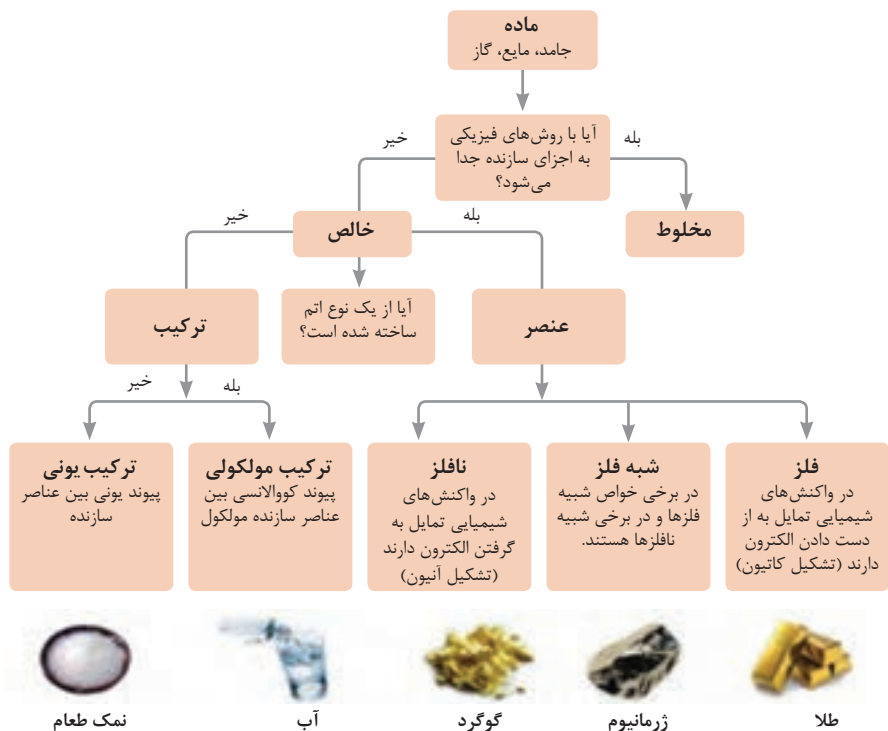 ماده
جامد، مایع، گاز
آیا با روش‌های فیزیکی
به اجزای سازنده جدا
می‌شود؟
بله
خیر
مخلوط
خالص
بله
خیر
آیا از یک نوع اتم
ساخته شده است؟
عنصر
ترکیب
بله
خیر
فلز
در واکنش‌های
شیمیایی تمایل به از
دست دادن الکترون
دارند (تشکیل کاتیون)
شبه فلز
در برخی خواص شبیه
فلزها و در برخی شبیه
نافلزها هستند.
نافلز
در واکنش‌های
شیمیایی تمایل به
گرفتن الکترون دارند
(تشکیل آنیون)
ترکیب مولکولی
پیوند کووالانسی بین
عناصر سازنده مولکول
ترکیب یونی
پیوند یونی بین عناصر
سازنده
طلا
ژرمانیوم
گوگرد
آب
نمک طعام